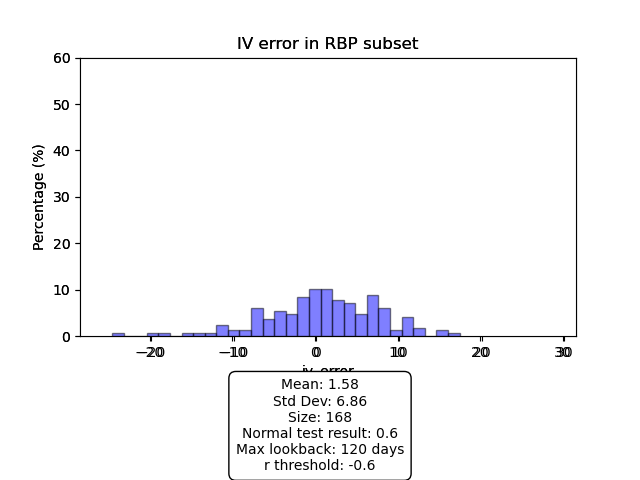 IV error in RBP subset
60
50
40
30
20
10
0
Percentage (%)
−20 −10 0 10 20 30
iv_error
Mean: 1.58
Std Dev: 6.86
Size: 168
Normal test result: 0.6
Max lookback: 120 days
r threshold: -0.6